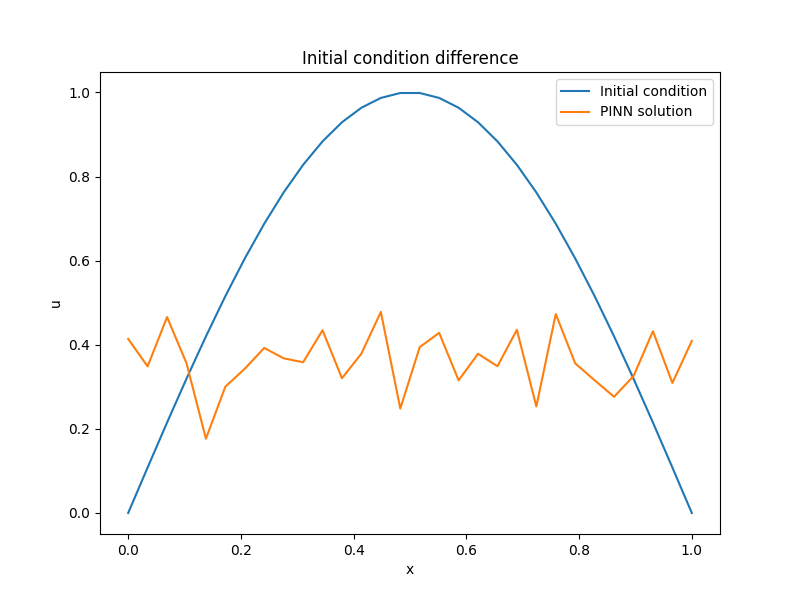 Initial condition difference
Initial condition
PINN solution
1.0
0.8
0.6
0.4
0.2
0.0
u
0.0 0.2 0.4 0.6 0.8 1.0
x